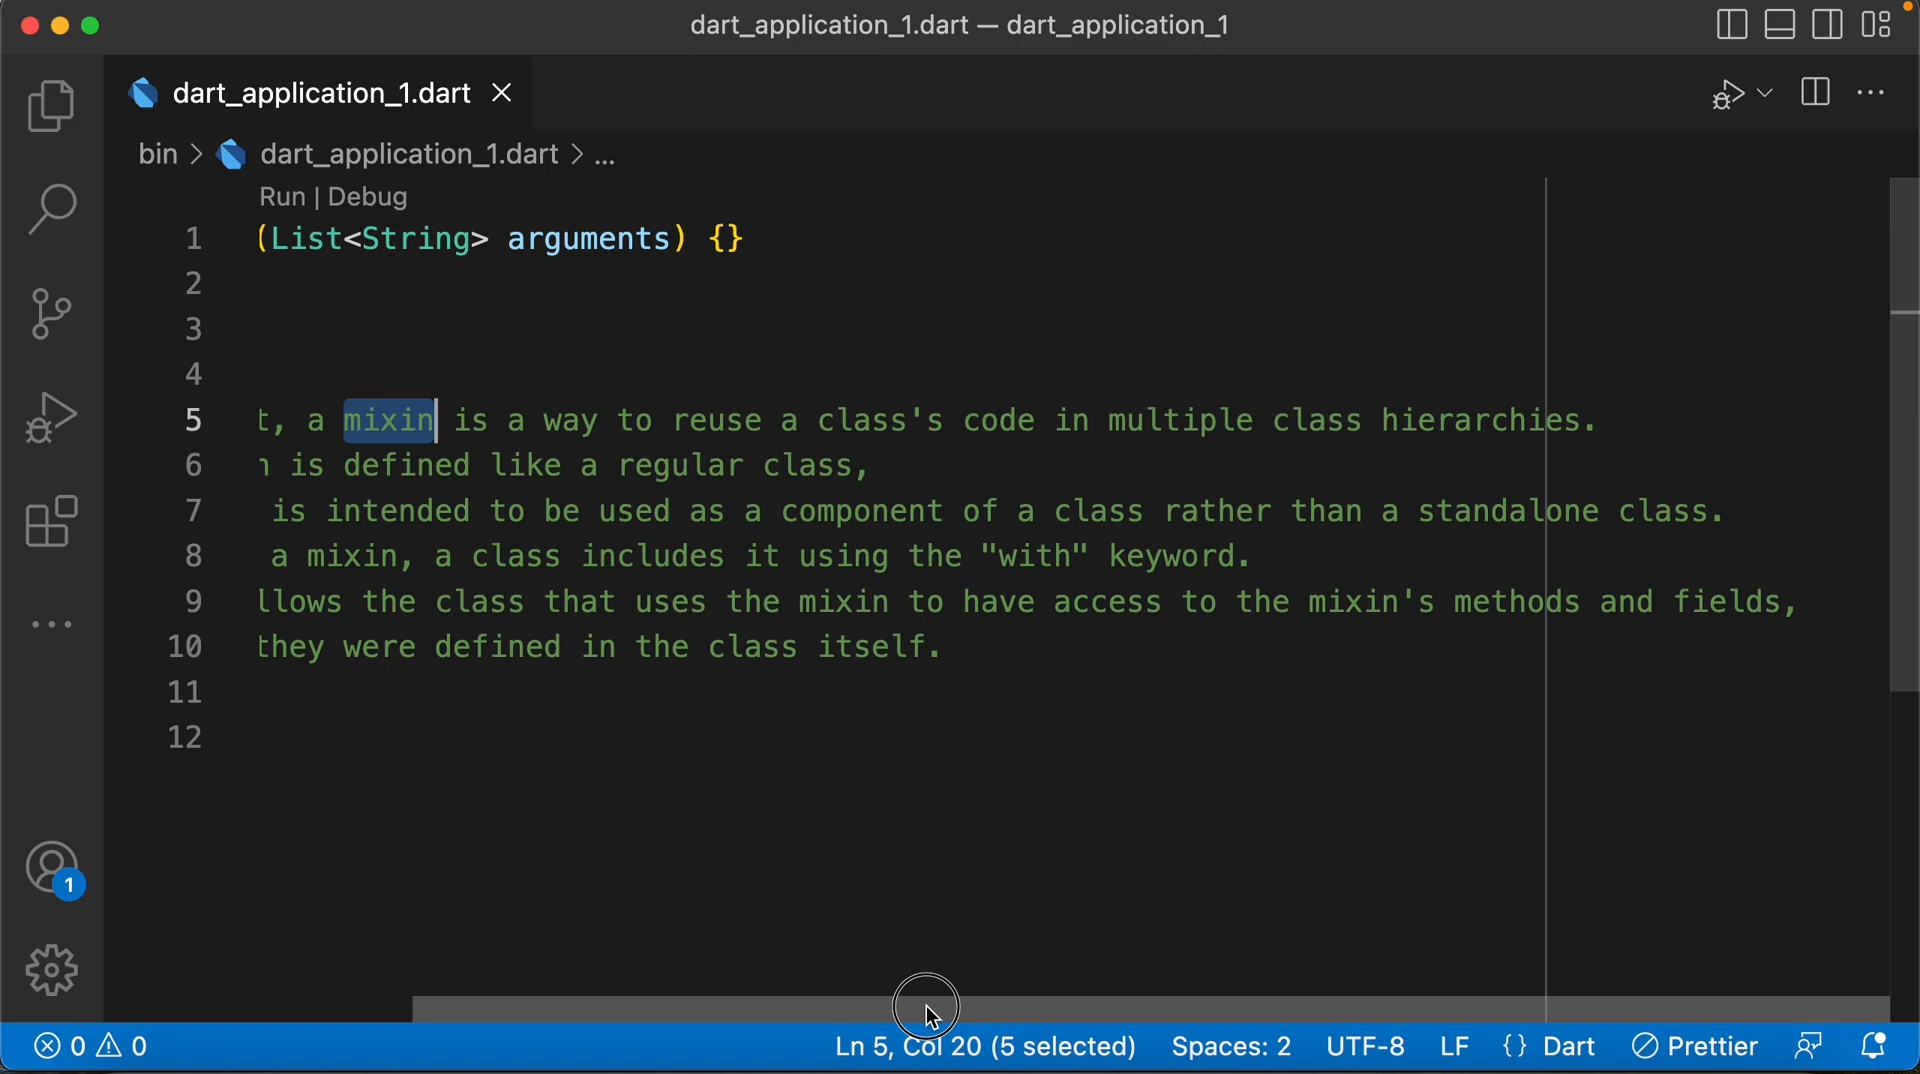 dart_application_1.dart — dart_application_1
dart_application_1.dart
bin > dart_application_1.dart > ...
Run | Debug
1 (List<String> arguments) {}
2
3
4
5 t, a mixin is a way to reuse a class's code in multiple class hierarchies.
6 n is defined like a regular class,
7 is intended to be used as a component of a class rather than a standalone class.
8 a mixin, a class includes it using the "with" keyword.
9 llows the class that uses the mixin to have access to the mixin's methods and fields,
10 they were defined in the class itself.
11
12
1
0 0 Ln 5, Col 20 (5 selected) Spaces: 2 UTF-8 LF {} Dart Prettier